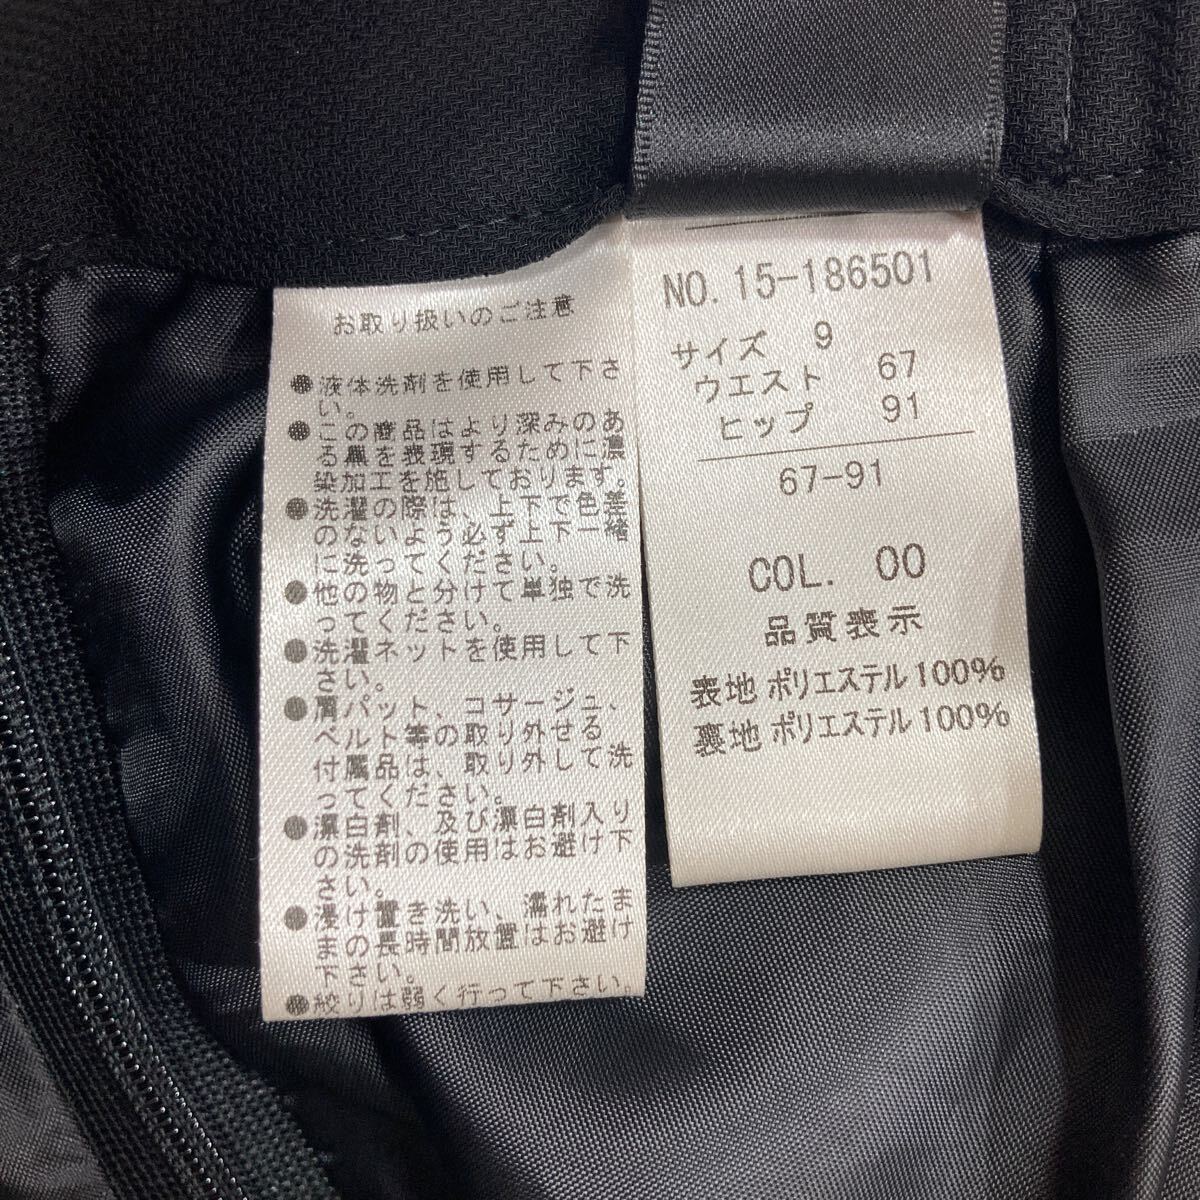 お取り扱いのご注意
●液体洗剤を使用して下さ
い。
●この商品はより深みのあ
る黒を表現するために濃
染加工を施しております。
●洗濯の際は、上下で色差
のないよう必ず上下一緒
に洗ってください。
●他の物と分けて単独で洗
ってください。
●洗濯ネットを使用して下
さい。
●肩パット、コサージュ、
ベルト等の取り外せる
付属品は、取り外して洗
ってください。
●漂白剤、及び漂白剤入り
の洗剤の使用はお避け下
さい。
●浸け置き洗い、濡れたま
まの長時間放置はお避け
下さい。
●絞りは弱く行って下さい。
NO. 15-186501
サイズ 9
ウエスト 67
ヒップ 91
67-91
COL. 00
品質表示
表地 ポリエステル100%
裏地 ポリエステル100%